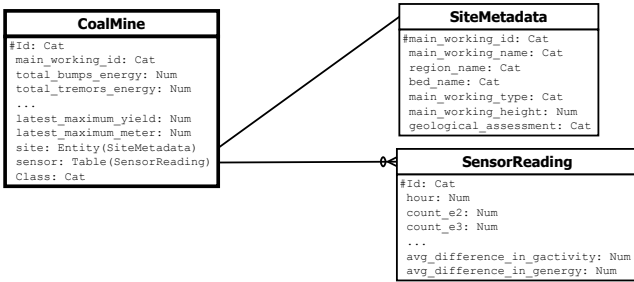 CoalMine
#Id: Cat
main_working_id: Cat
total_bumps_energy: Num
total_tremors_energy: Num
...
latest_maximum_yield: Num
latest_maximum_meter: Num
site: Entity(SiteMetadata)
sensor: Table(SensorReading)
Class: Cat
SiteMetadata
#main_working_id: Cat
main_working_name: Cat
region_name: Cat
bed_name: Cat
main_working_type: Cat
main_working_height: Num
geological_assessment: Cat
SensorReading
#Id: Cat
hour: Num
count_e2: Num
count_e3: Num
...
avg_difference_in_gactivity: Num
avg_difference_in_genergy: Num